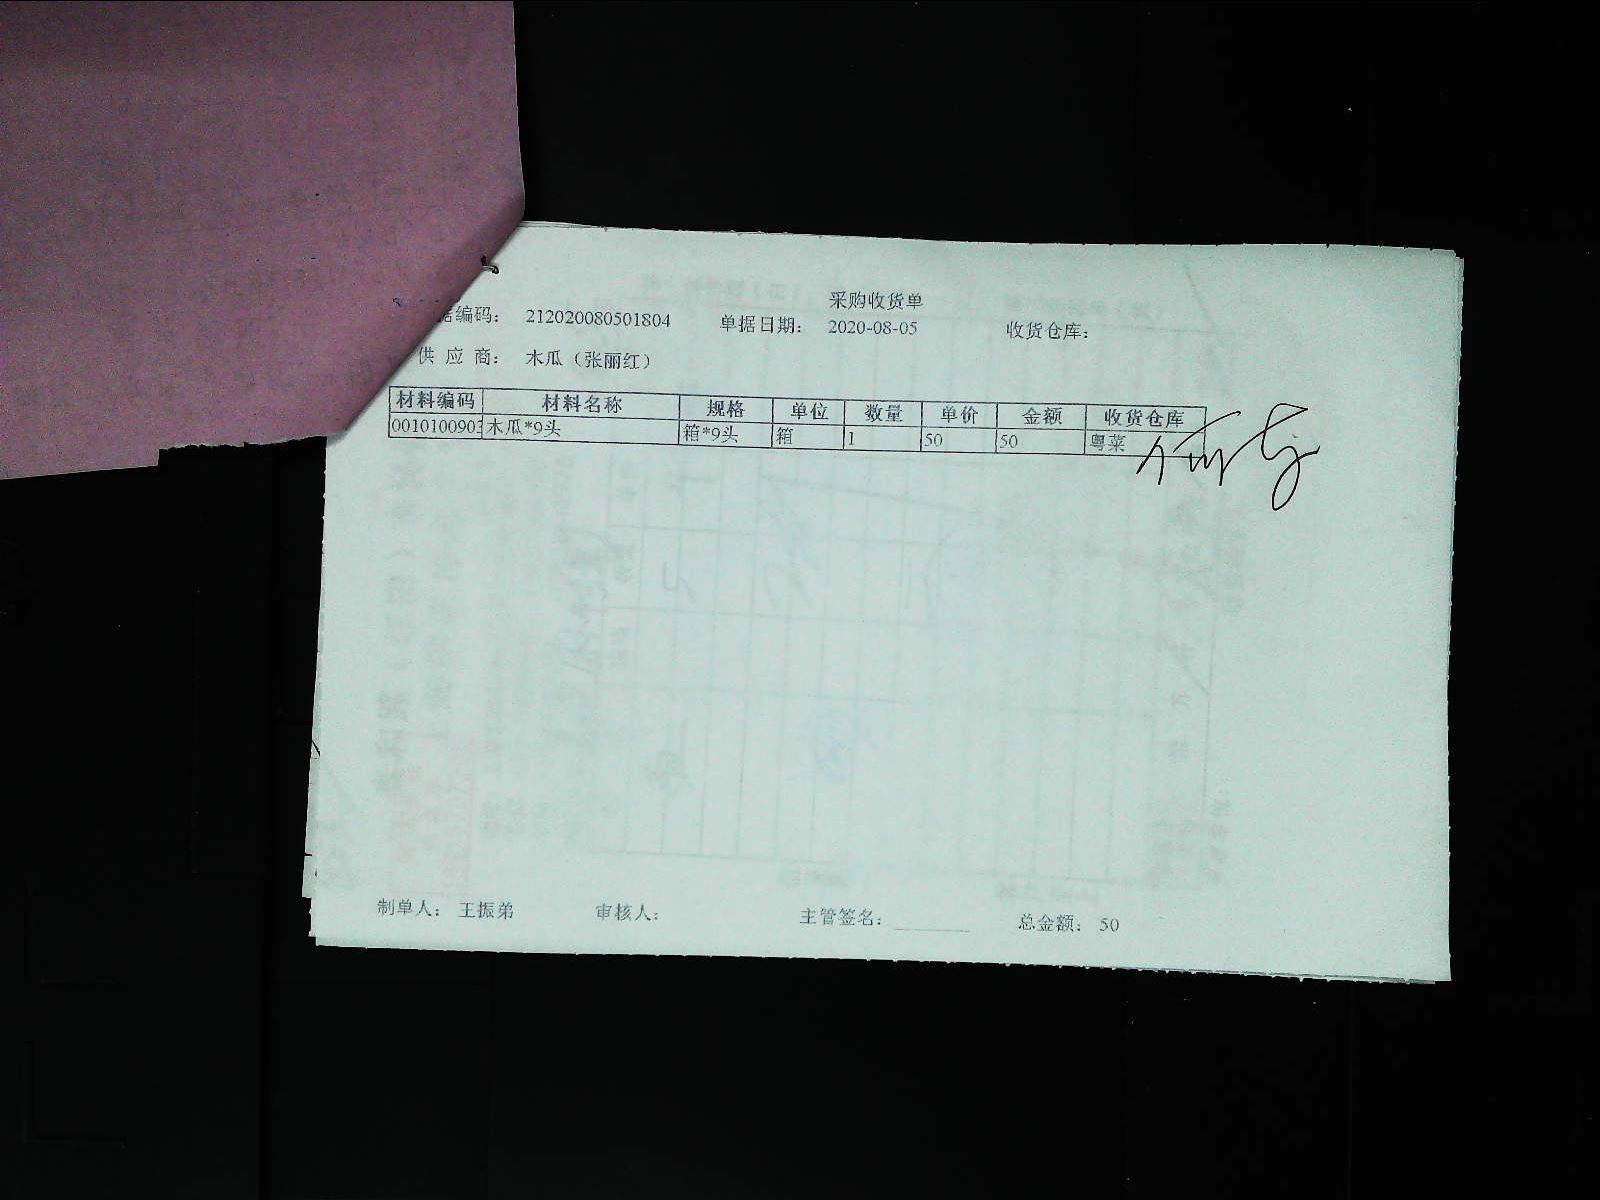 采购收货单
据编码: 212020080501804 单据日期: 2020-08-05 收货仓库:
供应商: 木瓜（张丽红）
材料编码 材料名称 规格 单位 数量 单价 金额 收货仓库
0010100903 木瓜*9头 箱*9头 箱 1 50 50 粤菜
制单人: 王振弟 审核人: 主管签名: 总金额: 50